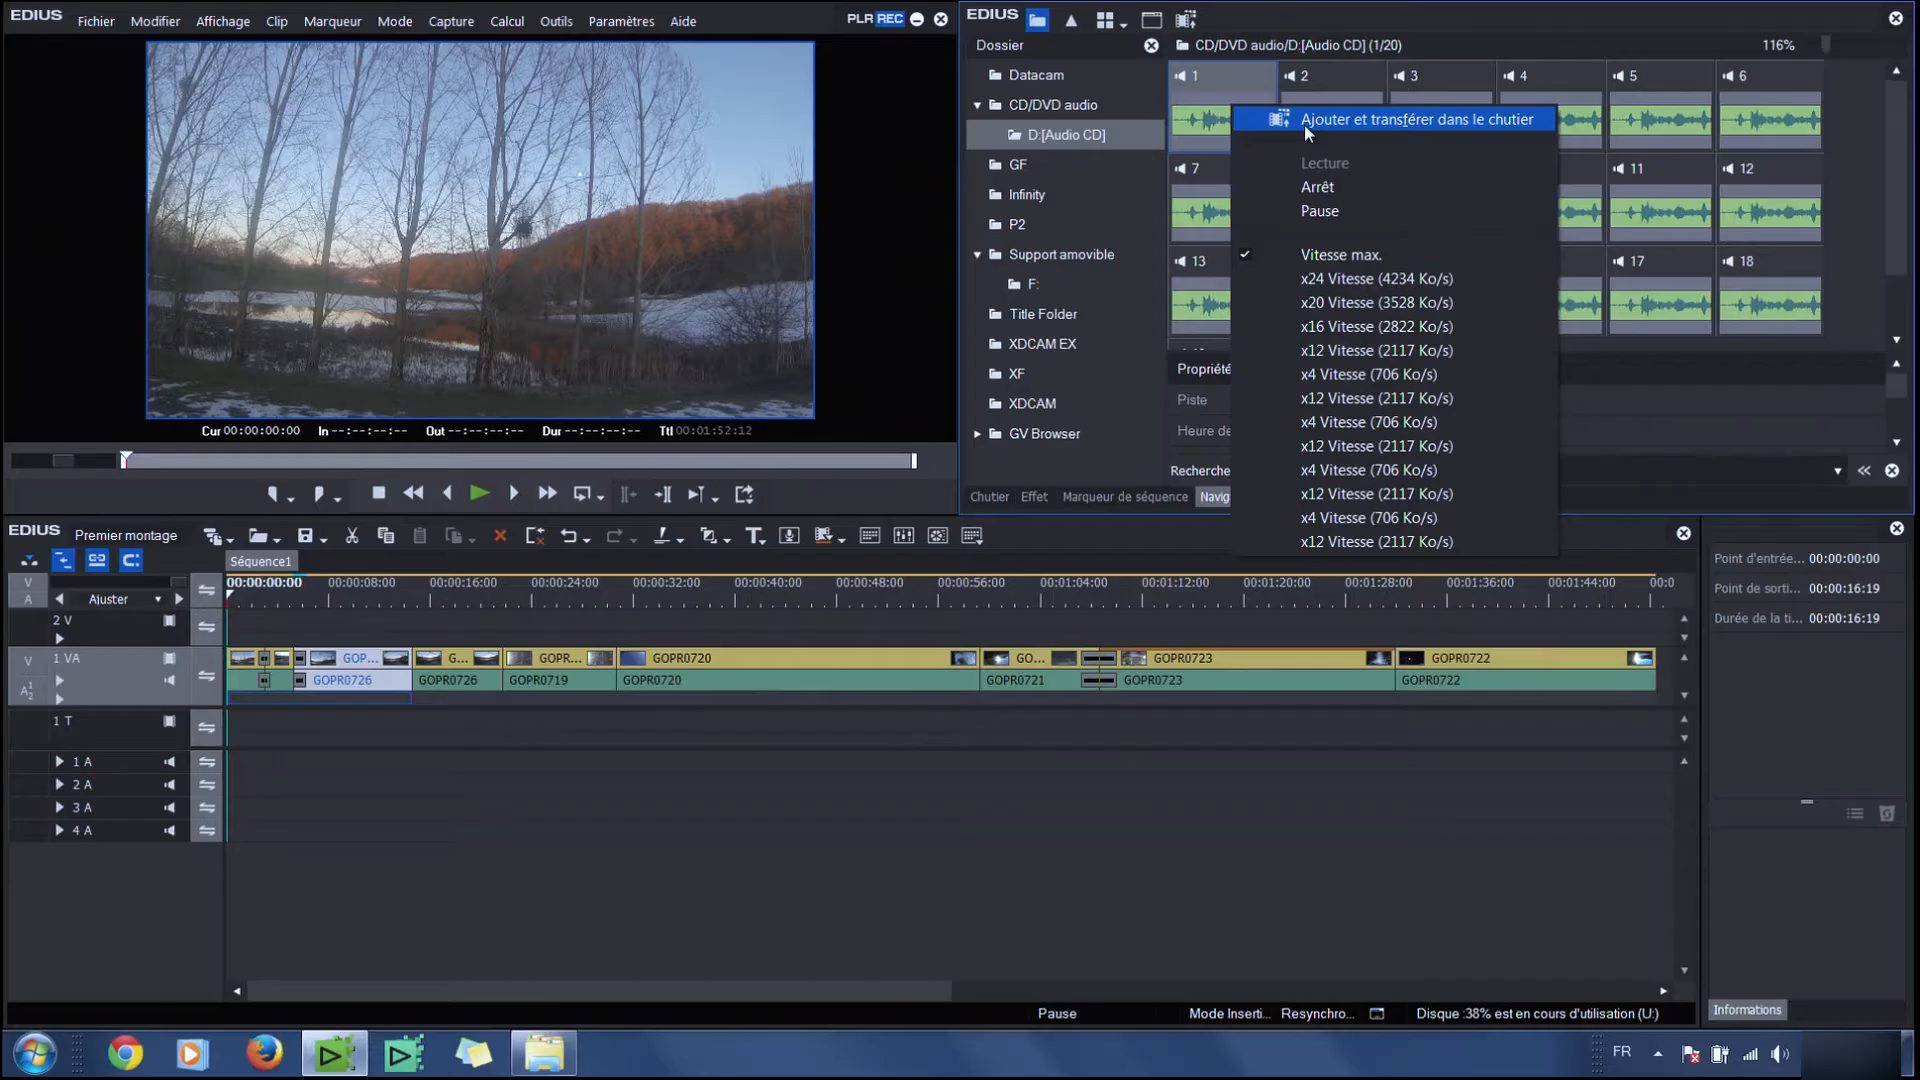 EDIUS
Fichier Modifier Affichage Clip Marqueur Mode Capture Calcul Outils Paramètres Aide
PLR REC
Cur 00:00:00:00 In --:--:--:-- Out --:--:--:-- Dur --:--:--:-- Ttl 00:01:52:12
EDIUS
Dossier
CD/DVD audio/D:[Audio CD] (1/20)
116%
Datacam
CD/DVD audio
D:[Audio CD]
GF
Infinity
P2
Support amovible
F:
Title Folder
XDCAM EX
XF
XDCAM
GV Browser
1 2 3 4 5 6
7 11 12
13 17 18
Ajouter et transférer dans le chutier
Lecture
Arrêt
Pause
Vitesse max.
x24 Vitesse (4234 Ko/s)
x20 Vitesse (3528 Ko/s)
x16 Vitesse (2822 Ko/s)
x12 Vitesse (2117 Ko/s)
x4 Vitesse (706 Ko/s)
x12 Vitesse (2117 Ko/s)
x4 Vitesse (706 Ko/s)
x12 Vitesse (2117 Ko/s)
x4 Vitesse (706 Ko/s)
x12 Vitesse (2117 Ko/s)
x4 Vitesse (706 Ko/s)
x12 Vitesse (2117 Ko/s)
Propriété
Piste
Heure de
Recherche
Chutier Effet Marqueur de séquence Navig
EDIUS Premier montage
Séquence1
V
A
Ajuster
00:00:00:00 00:00:08:00 00:00:16:00 00:00:24:00 00:00:32:00 00:00:40:00 00:00:48:00 00:00:56:00 00:01:04:00 00:01:12:00 00:01:20:00 00:01:28:00 00:01:36:00 00:01:44:00 00:0
2 V
V
1 VA
A 1 2
GOP... G... GOPR... GOPR0720 GO... GOPR0723 GOPR0722
GOPR0726 GOPR0726 GOPR0719 GOPR0720 GOPR0721 GOPR0723 GOPR0722
1 T
1 A
2 A
3 A
4 A
Point d'entrée... 00:00:00:00
Point de sorti... 00:00:16:19
Durée de la ti... 00:00:16:19
Informations
Pause
Mode Inserti... Resynchro... Disque :38% est en cours d'utilisation (U:)
FR